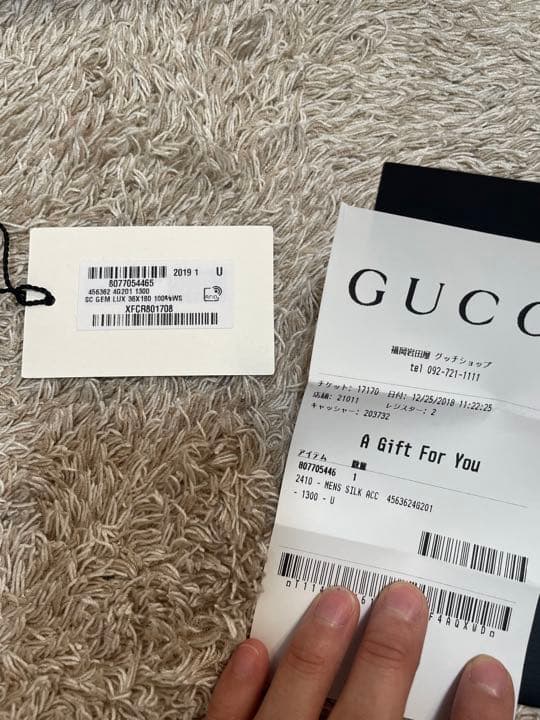 2019 1 U
8077054465
456362 4G201 1300
SC GEM LUX 36X180 100%WS
XFCR801708
GUCC
福岡岩田屋 グッチショップ
tel 092-721-1111
チケット: 17170 日付: 12/25/2018 11:22:25
店舗: 21011 レジスター: 2
キャッシャー: 203732
A Gift For You
アイテム 数量
807705446 1
2410 - MENS SILK ACC 4563624G201
- 1300 - U